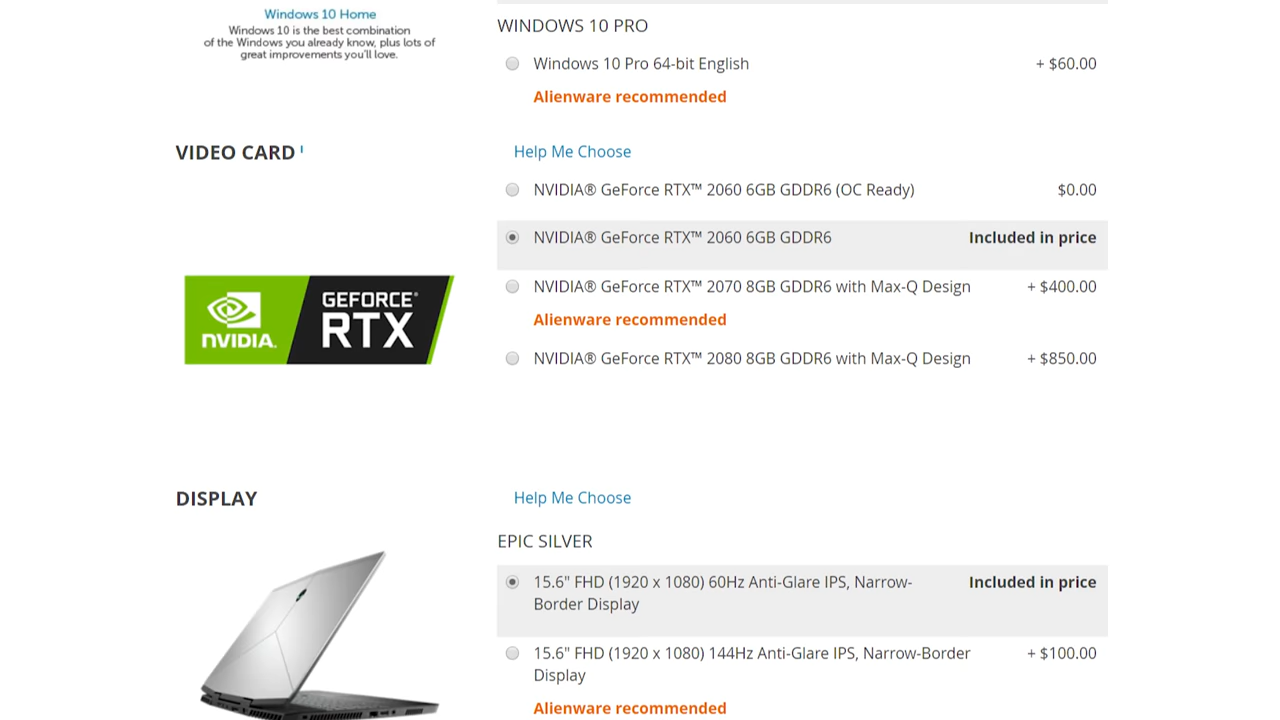 Windows 10 Home
Windows 10 is the best combination
of the Windows you already know, plus lots of
great improvements you'll love.
WINDOWS 10 PRO
Windows 10 Pro 64-bit English + $60.00
Alienware recommended
VIDEO CARD ¹
Help Me Choose
NVIDIA® GeForce RTX™ 2060 6GB GDDR6 (OC Ready) $0.00
NVIDIA® GeForce RTX™ 2060 6GB GDDR6 Included in price
NVIDIA® GeForce RTX™ 2070 8GB GDDR6 with Max-Q Design + $400.00
Alienware recommended
NVIDIA® GeForce RTX™ 2080 8GB GDDR6 with Max-Q Design + $850.00
NVIDIA.
GEFORCE®
RTX
DISPLAY
Help Me Choose
EPIC SILVER
15.6" FHD (1920 x 1080) 60Hz Anti-Glare IPS, Narrow- Included in price
Border Display
15.6" FHD (1920 x 1080) 144Hz Anti-Glare IPS, Narrow-Border + $100.00
Display
Alienware recommended